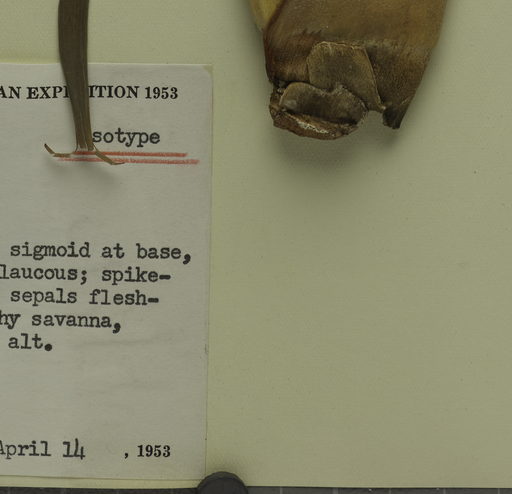 AN EXP ITION 1953
sotype
sigmoid at base,
laucous; spike-
sepals flesh-
hy savanna,
alt.
April 14 , 1953